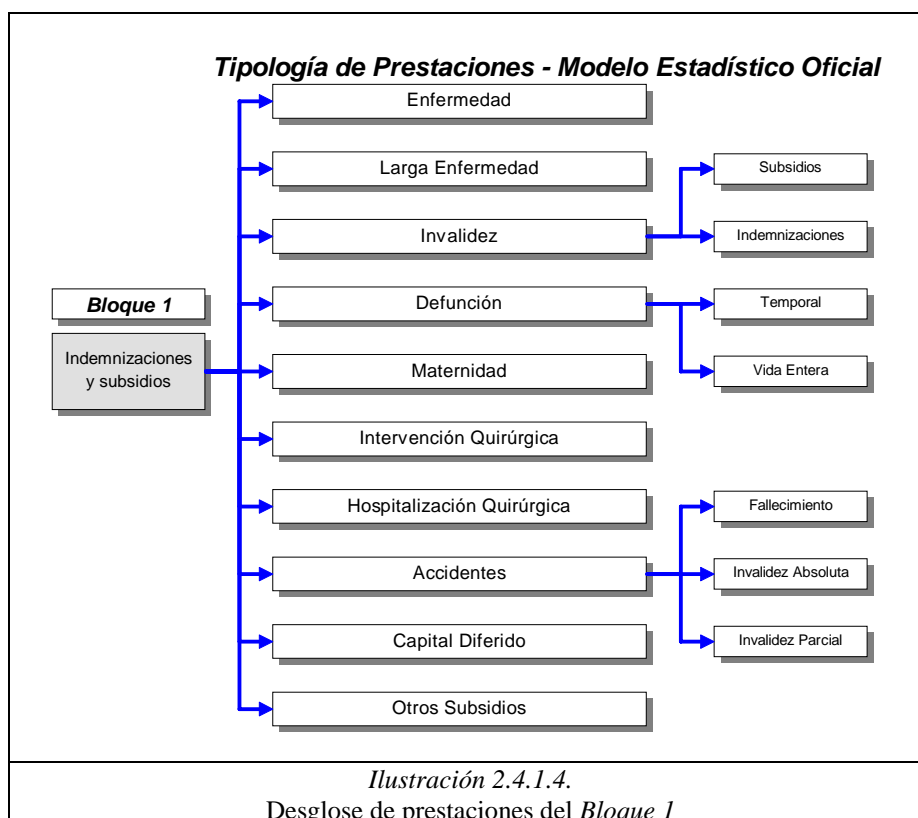 Tipología de Prestaciones - Modelo Estadístico Oficial
Enfermedad
Larga Enfermedad
Subsidios
Invalidez
Indemnizaciones
Bloque 1
Defunción
Temporal
Indemnizaciones
y subsidios
Maternidad
Vida Entera
Intervención Quirúrgica
Hospitalización Quirúrgica
Fallecimiento
Accidentes
Invalidez Absoluta
Capital Diferido
Invalidez Parcial
Otros Subsidios
Ilustración 2.4.1.4.
Desglose de prestaciones del Bloque 1